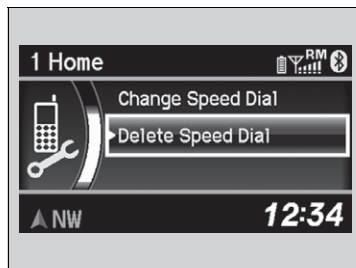 1 Home
RM
Change Speed Dial
Delete Speed Dial
NW
12:34